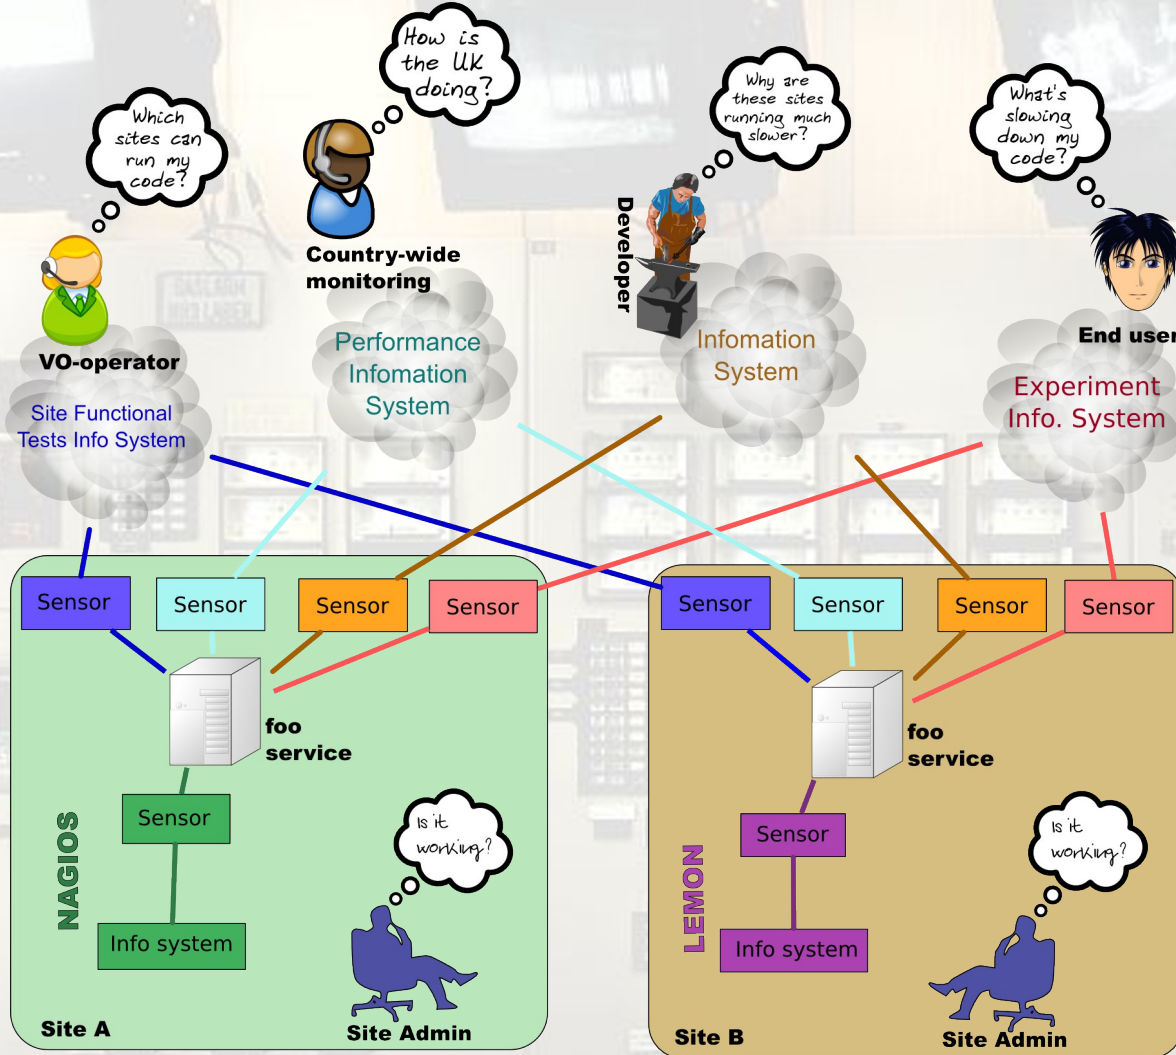 How is
the UK
doing?
Which
sites can
run my
code?
Why are
these sites
running much
slower?
What's
slowing
down my
code?
Developer
Country-wide
monitoring
VO-operator
End user
Performance
Infomation
System
Infomation
System
Experiment
Info. System
Site Functional
Tests Info System
Sensor
Sensor
Sensor
Sensor
Sensor
Sensor
Sensor
Sensor
foo
service
foo
service
NAGIOS
Sensor
Info system
Is it
working?
Site A
Site Admin
LEMON
Sensor
Info system
Is it
working?
Site B
Site Admin